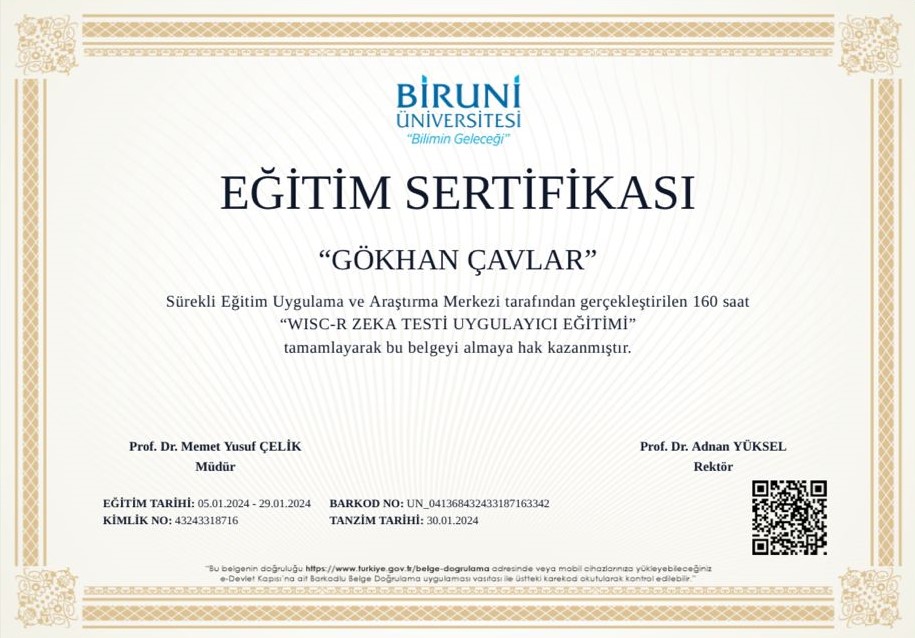 BİRUNİ
ÜNİVERSİTESİ
“Bilimin Geleceği”
EĞİTİM SERTİFİKASI
“GÖKHAN ÇAVLAR”
Sürekli Eğitim Uygulama ve Araştırma Merkezi tarafından gerçekleştirilen 160 saat
“WISC-R ZEKA TESTİ UYGULAYICI EĞİTİMİ”
tamamlayarak bu belgeyi almaya hak kazanmıştır.
Prof. Dr. Memet Yusuf ÇELİK
Müdür
Prof. Dr. Adnan YÜKSEL
Rektör
EĞİTİM TARİHİ: 05.01.2024 - 29.01.2024
KİMLİK NO: 43243318716
BARKOD NO: UN_041368432433187163342
TANZİM TARİHİ: 30.01.2024
“Bu belgenin doğruluğu https://www.turkiye.gov.tr/belge-dogrulama adresinde veya mobil cihazlarınıza yükleyebileceğiniz
e-Devlet Kapısı’na ait Barkodlu Belge Doğrulama uygulaması vasıtası ile üstteki karekod okutularak kontrol edilebilir.”